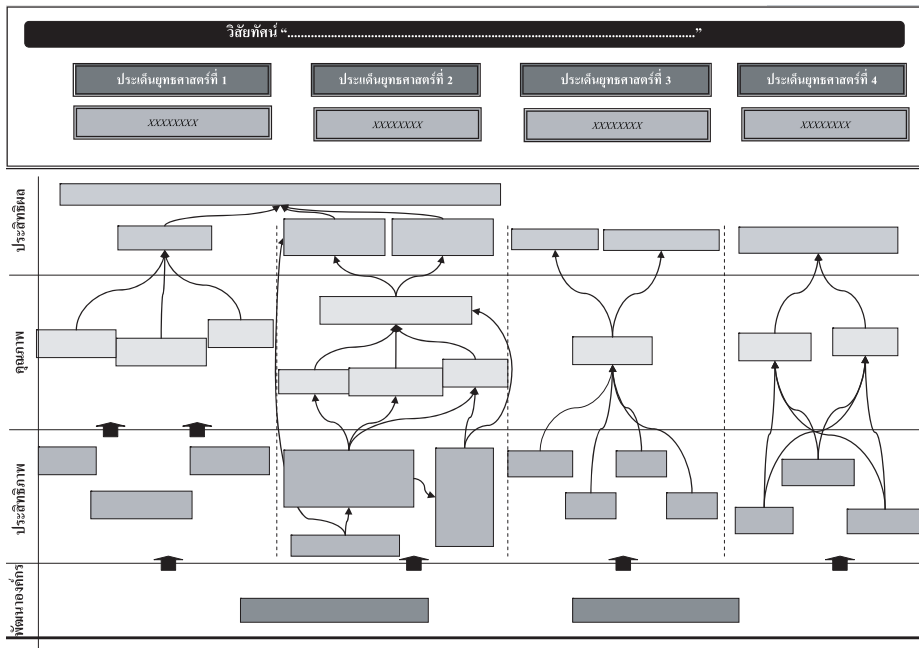 วิสัยทัศน์ “..............................................................................................................”
ประเด็นยุทธศาสตร์ที่ 1
ประแด็นยุทธศาสตร์ที่ 2
ประเด็นยุทธศาสตร์ที่ 3
ประเด็นยุทธศาสตร์ที่ 4
XXXXXXXX
XXXXXXXX
XXXXXXXX
XXXXXXXX
ประสิทธิผล
คุณภาพ
ประสิทธิภาพ
พัฒนาองค์กร